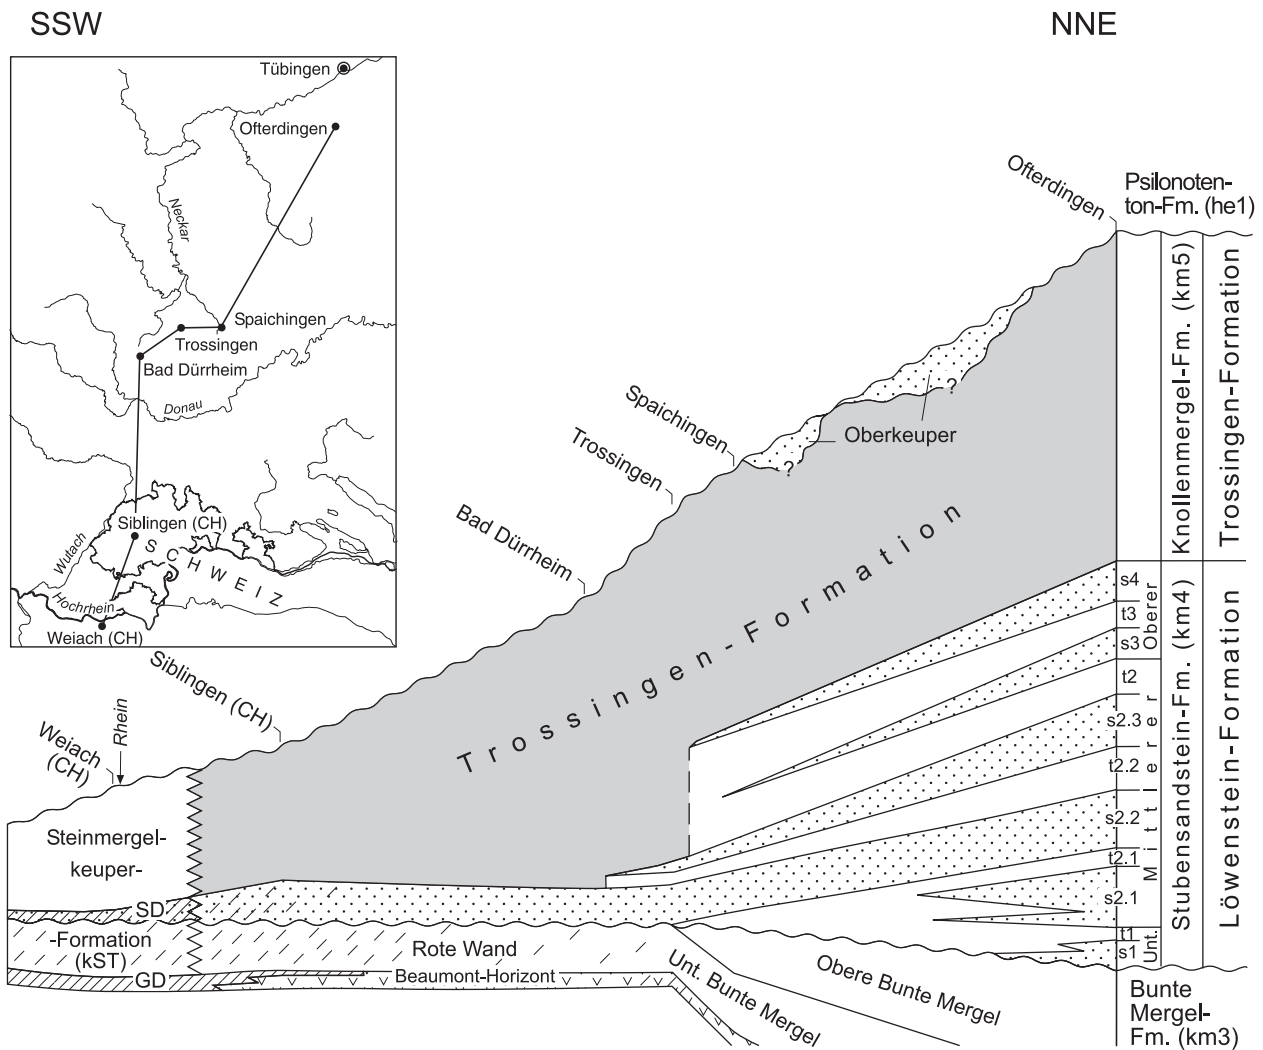 SSW
NNE
Tübingen
Ofterdingen
Neckar
Spaichingen
Trossingen
Bad Dürrheim
Donau
Siblingen (CH)
Wutach
SCHWEIZ
Hochrhein
Weiach (CH)
Weiach
(CH)
Rhein
Siblingen (CH)
Bad Dürrheim
Trossingen
Spaichingen
Ofterdingen
Psilonoten-
ton-Fm. (he1)
Oberkeuper
?
?
Trossingen-Formation
Knollenmergel-Fm. (km5)
Trossingen-Formation
s4
t3
s3
t2
s2.3
t2.2
s2.2
t2.1
s2.1
t1
s1
Oberer
Mittlerer
Unt.
Stubensandstein-Fm. (km4)
Löwenstein-Formation
Steinmergel-
keuper-
SD
-Formation
(kST)
GD
Rote Wand
Beaumont-Horizont
Unt. Bunte Mergel
Obere Bunte Mergel
Bunte
Mergel-
Fm. (km3)